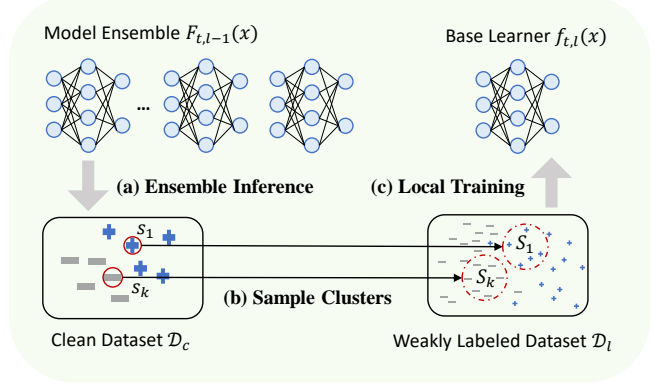 Model Ensemble F_{t,l−1}(x)
Base Learner f_{t,l}(x)
...
(a) Ensemble Inference
(c) Local Training
s_1
S_1
s_k
S_k
(b) Sample Clusters
Clean Dataset 𝒟_c
Weakly Labeled Dataset 𝒟_l